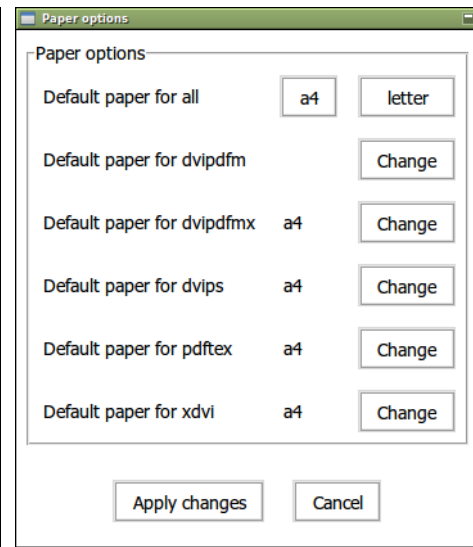 Paper options
Paper options
Default paper for all a4 letter
Default paper for dvipdfm Change
Default paper for dvipdfmx a4 Change
Default paper for dvips a4 Change
Default paper for pdftex a4 Change
Default paper for xdvi a4 Change
Apply changes Cancel